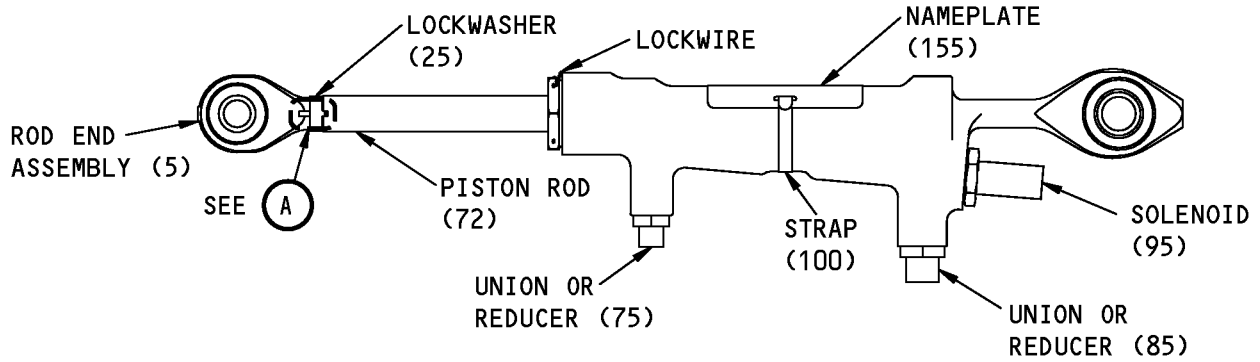 LOCKWASHER
(25)
LOCKWIRE
NAMEPLATE
(155)
ROD END
ASSEMBLY (5)
SEE A
PISTON ROD
(72)
STRAP
(100)
SOLENOID
(95)
UNION OR
REDUCER (75)
UNION OR
REDUCER (85)